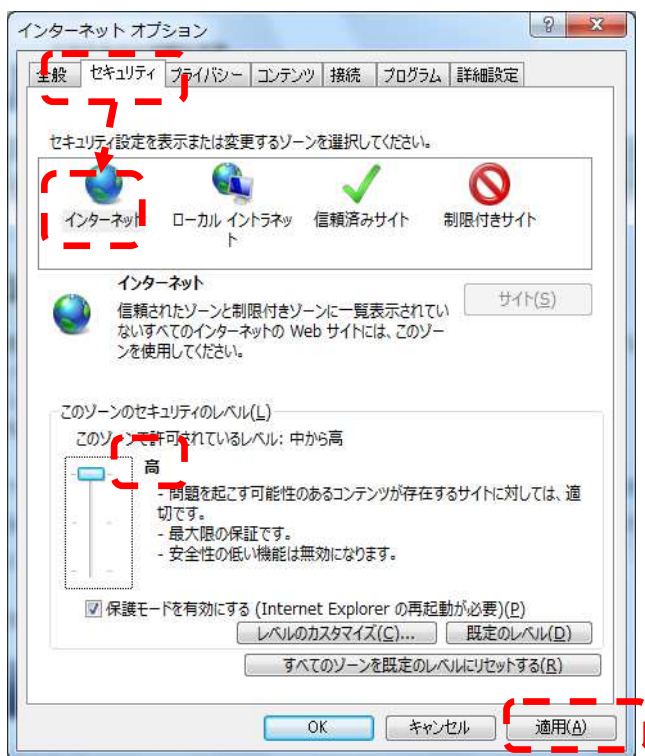 インターネット オプション
全般 セキュリティ プライバシー コンテンツ 接続 プログラム 詳細設定
セキュリティ設定を表示または変更するゾーンを選択してください。
インターネット ローカル イントラネッ 信頼済みサイト 制限付きサイト
ト
インターネット
サイト(S)
信頼されたゾーンと制限付きゾーンに一覧表示されてい
ないすべてのインターネットの Web サイトには、このゾー
ンを使用してください。
このゾーンのセキュリティのレベル(L)
このゾーンで許可されているレベル: 中から高
高
- 問題を起こす可能性のあるコンテンツが存在するサイトに対しては、適
切です。
- 最大限の保証です。
- 安全性の低い機能は無効になります。
保護モードを有効にする (Internet Explorer の再起動が必要)(P)
レベルのカスタマイズ(C)... 既定のレベル(D)
すべてのゾーンを既定のレベルにリセットする(R)
OK キャンセル 適用(A)